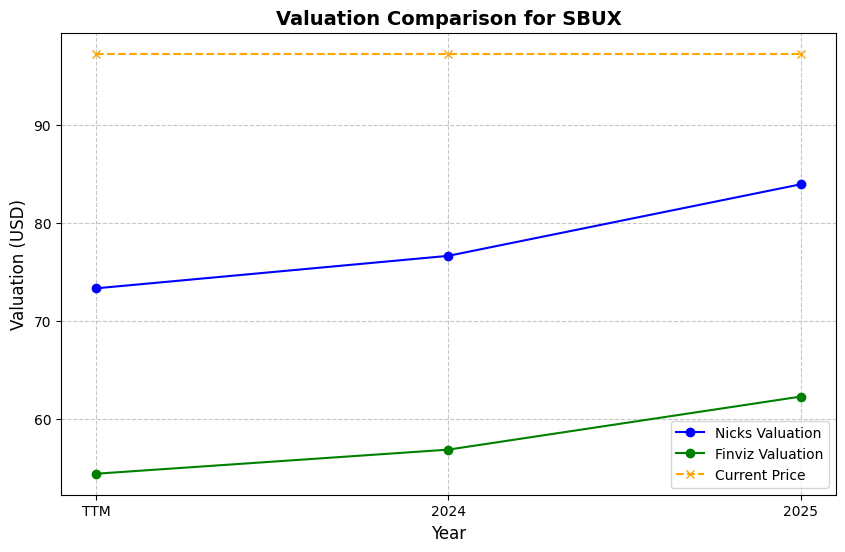 Valuation Comparison for SBUX
Valuation (USD)
90
80
70
60
TTM
2024
2025
Year
Nicks Valuation
Finviz Valuation
Current Price